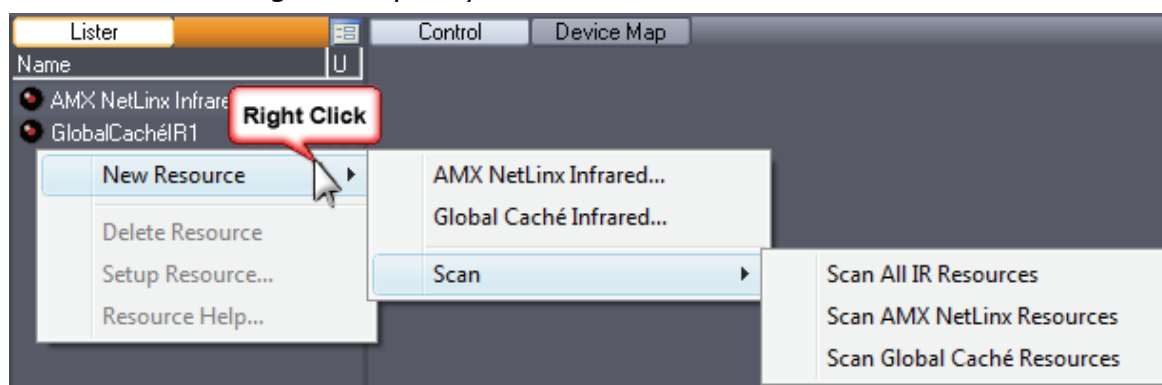 Lister Control Device Map
Name U
AMX NetLinx Infrare
GlobalCachéIR1
Right Click
New Resource
Delete Resource
Setup Resource...
Resource Help...
AMX NetLinx Infrared...
Global Caché Infrared...
Scan
Scan All IR Resources
Scan AMX NetLinx Resources
Scan Global Caché Resources